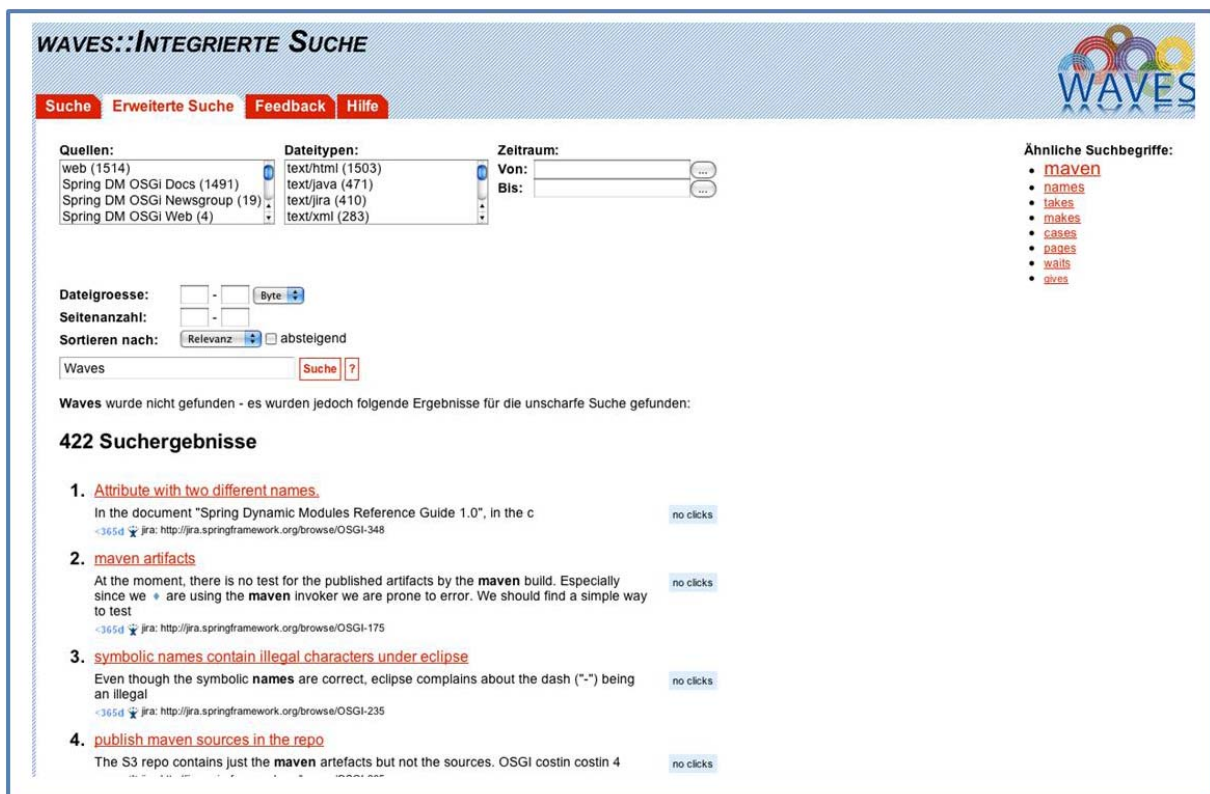 WAVES::INTEGRIERTE SUCHE
WAVES
Suche Erweiterte Suche Feedback Hilfe
Quellen: Dateitypen: Zeitraum:
web (1514) text/html (1503) Von: ...
Spring DM OSGi Docs (1491) text/java (471) Bis: ...
Spring DM OSGi Newsgroup (19) text/jira (410)
Spring DM OSGi Web (4) text/xml (283)
Ähnliche Suchbegriffe:
• maven
• names
• takes
• makes
• cases
• pages
• waits
• gives
Dateigroesse: - Byte
Seitenanzahl: -
Sortieren nach: Relevanz absteigend
Waves Suche ?
Waves wurde nicht gefunden - es wurden jedoch folgende Ergebnisse für die unscharfe Suche gefunden:
422 Suchergebnisse
1. Attribute with two different names.
In the document "Spring Dynamic Modules Reference Guide 1.0", in the c no clicks
<365d jira: http://jira.springframework.org/browse/OSGI-348
2. maven artifacts
At the moment, there is no test for the published artifacts by the maven build. Especially no clicks
since we are using the maven invoker we are prone to error. We should find a simple way
to test
<365d jira: http://jira.springframework.org/browse/OSGI-175
3. symbolic names contain illegal characters under eclipse
Even though the symbolic names are correct, eclipse complains about the dash ("-") being no clicks
an illegal
<365d jira: http://jira.springframework.org/browse/OSGI-235
4. publish maven sources in the repo
The S3 repo contains just the maven artefacts but not the sources. OSGI costin costin 4 no clicks